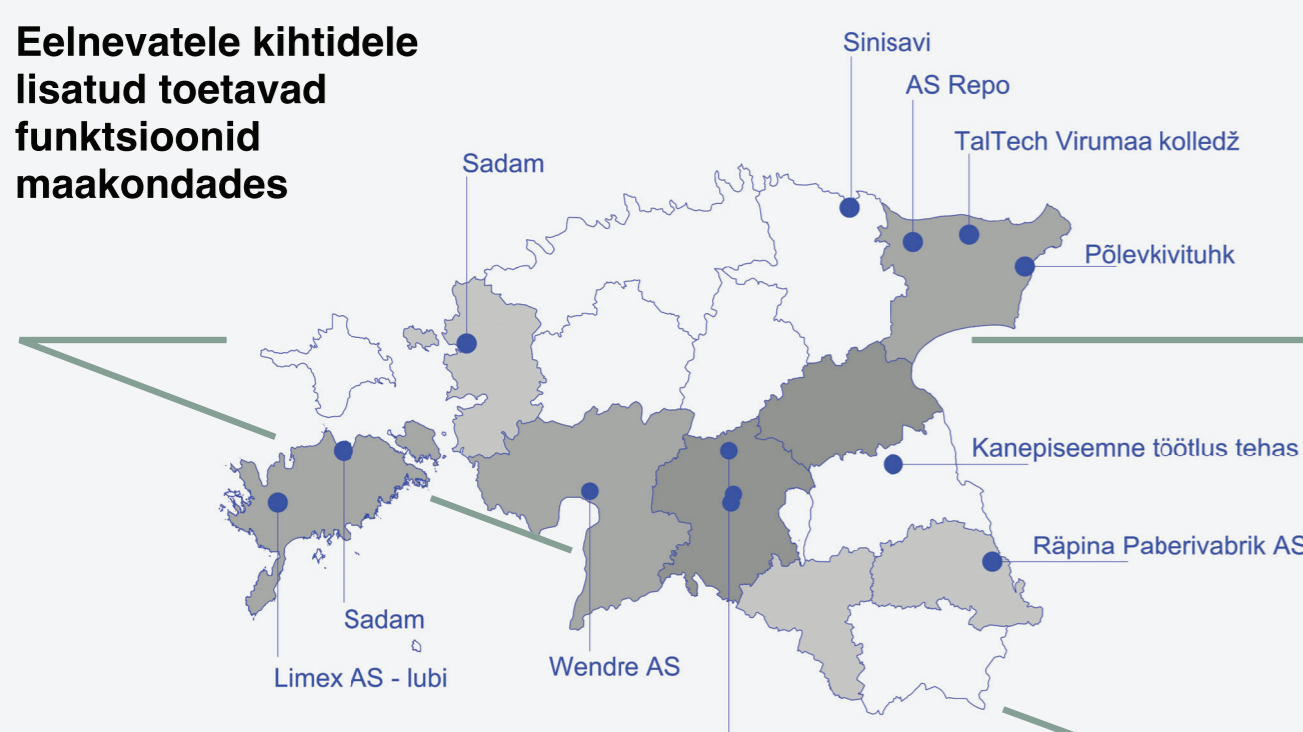 Eelnevatele kihtidele
lisatud toetavad
funktsioonid
maakondades
Sinisavi
AS Repo
TalTech Virumaa kolledž
Sadam
Põlevkivituhk
Kanepiseemne töötlus tehas
Räpina Paberivabrik AS
Sadam
Wendre AS
Limex AS - lubi